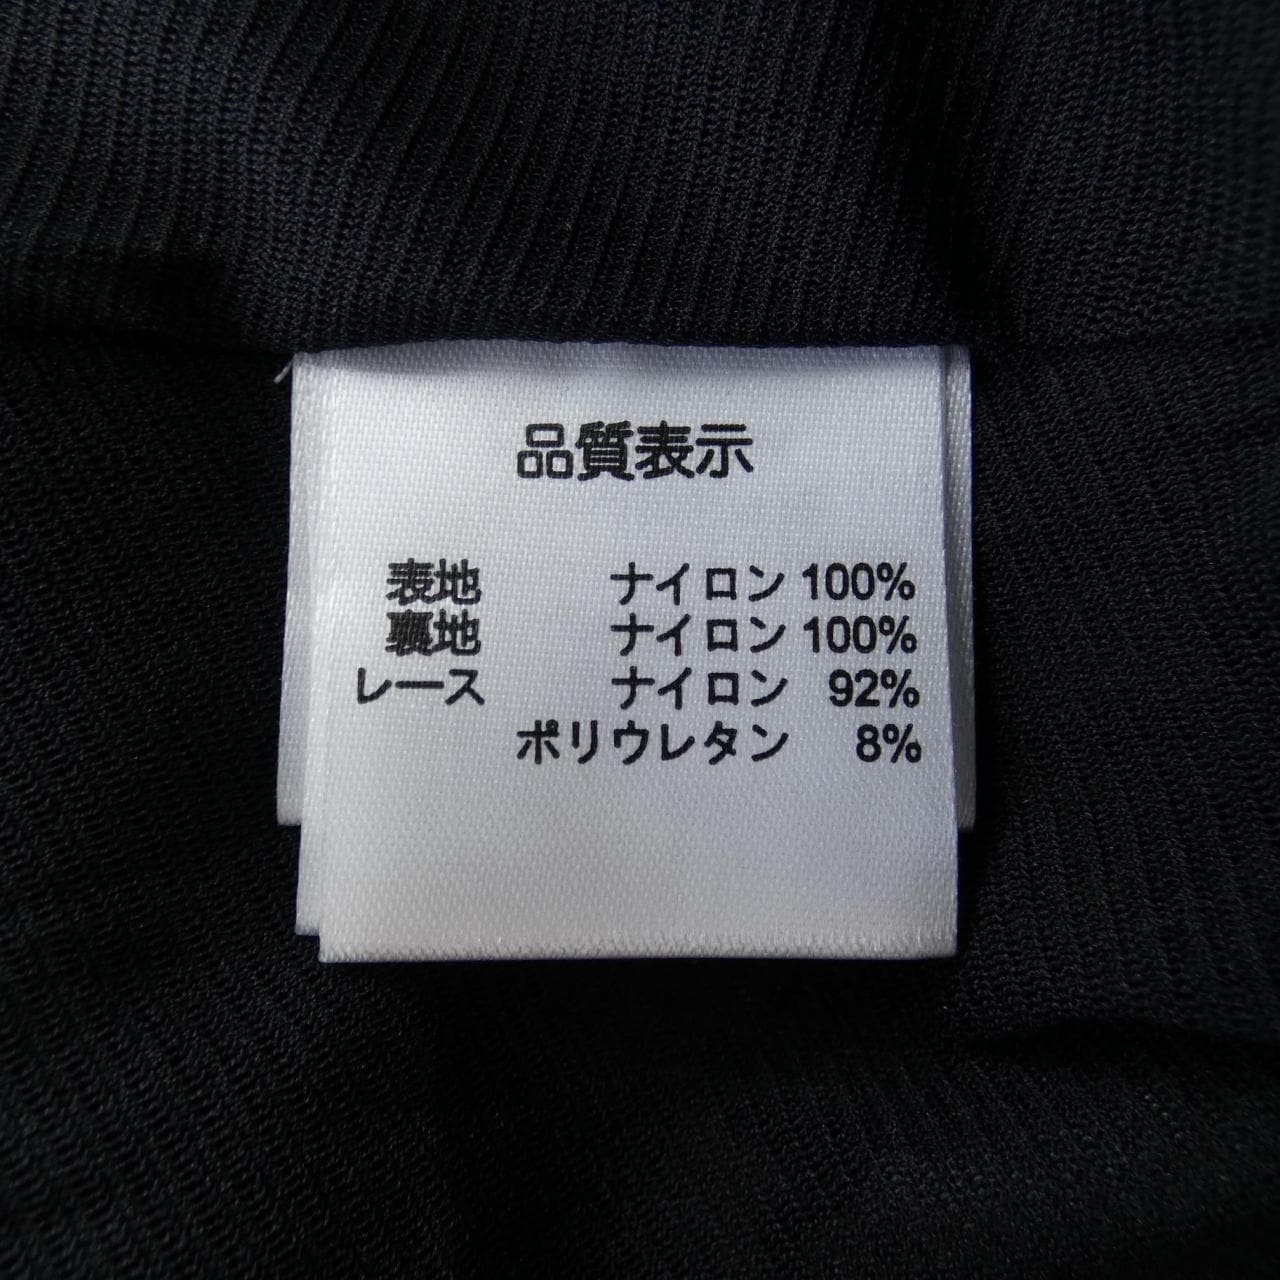 品質表示
表地 ナイロン 100%
裏地 ナイロン 100%
レース ナイロン 92%
ポリウレタン 8%